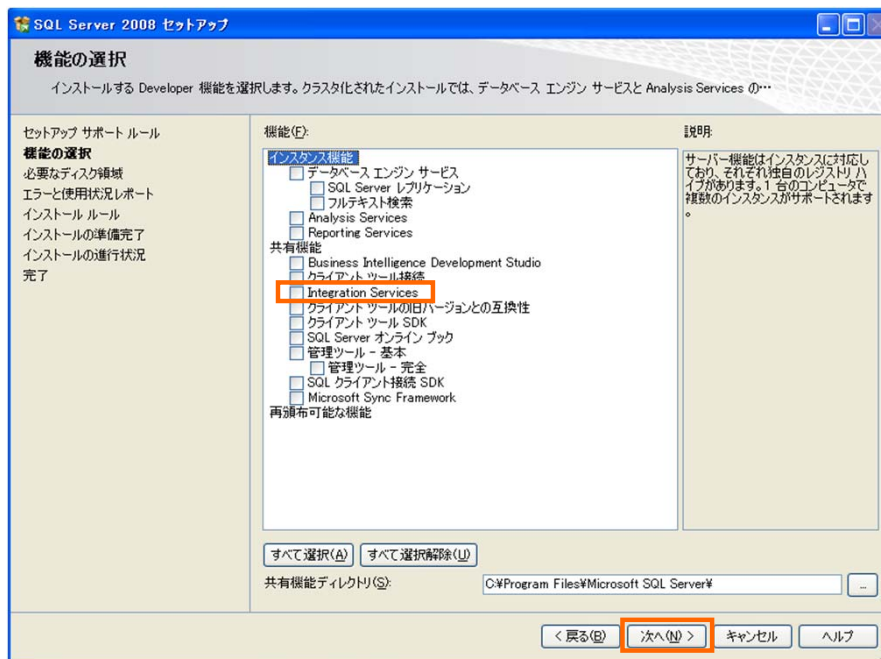 SQL Server 2008 セットアップ
機能の選択
インストールする Developer 機能を選択します。クラスタ化されたインストールでは、データベース エンジン サービスと Analysis Services の…
セットアップ サポート ルール
機能の選択
必要なディスク領域
エラーと使用状況レポート
インストール ルール
インストールの準備完了
インストールの進行状況
完了
機能(F):
インスタンス機能
データベース エンジン サービス
SQL Server レプリケーション
フルテキスト検索
Analysis Services
Reporting Services
共有機能
Business Intelligence Development Studio
クライアント ツール接続
Integration Services
クライアント ツールの旧バージョンとの互換性
クライアント ツール SDK
SQL Server オンライン ブック
管理ツール - 基本
管理ツール - 完全
SQL クライアント接続 SDK
Microsoft Sync Framework
再頒布可能な機能
説明:
サーバー機能はインスタンスに対応し
ており、それぞれ独自のレジストリ ハ
イブがあります。1 台のコンピュータで
複数のインスタンスがサポートされます
。
すべて選択(A)
すべて選択解除(U)
共有機能ディレクトリ(S):
C:¥Program Files¥Microsoft SQL Server¥
...
< 戻る(B)
次へ(N) >
キャンセル
ヘルプ